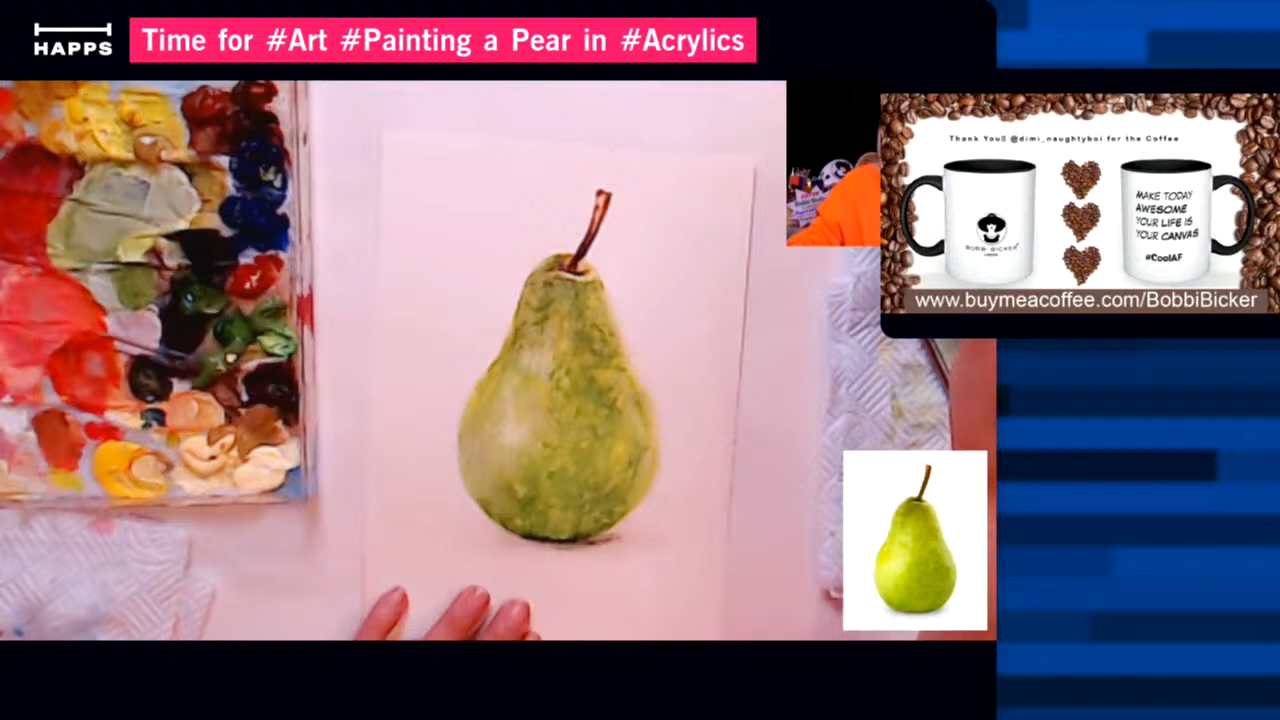 HAPPS
Time for #Art #Painting a Pear in #Acrylics
Thank You!! @dimi_naughtyboi for the Coffee
BOBBI BICKER
LONDON
MAKE TODAY
AWESOME
YOUR LIFE IS
YOUR CANVAS
#CoolAF
www.buymeacoffee.com/BobbiBicker